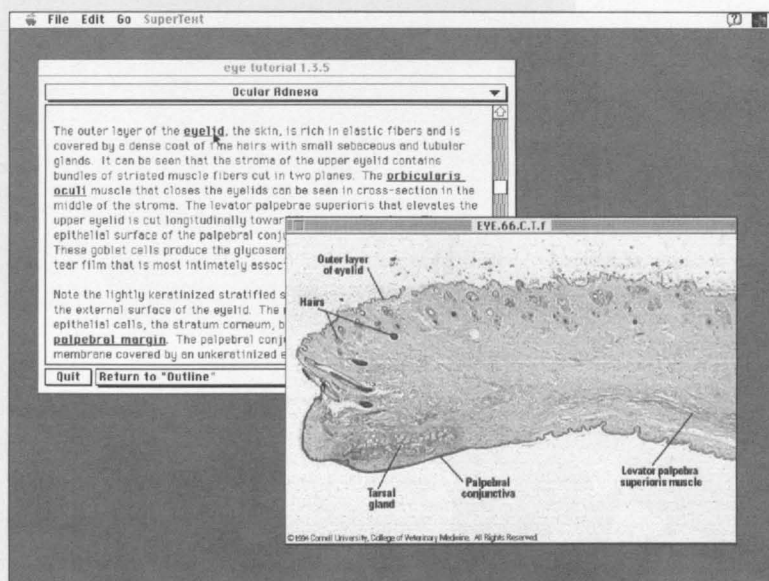 File Edit Go SuperText
eye tutorial 1.3.5
Ocular Adnexa
The outer layer of the eyelid, the skin, is rich in elastic fibers and is
covered by a dense coat of fine hairs with small sebaceous and tubular
glands. It can be seen that the stroma of the upper eyelid contains
bundles of striated muscle fibers cut in two planes. The orbicularis
oculi muscle that closes the eyelids can be seen in cross-section in the
middle of the stroma. The levator palpebrae superioris that elevates the
upper eyelid is cut longitudinally
epithelial surface of the palpebral
These goblet cells produce the
tear film that is most intimately
Note the lightly keratinized stratified
the external surface of the eyelid. The
epithelial cells, the stratum corneum,
palpebral margin. The palpebral
membrane covered by an unkeratinized
Quit Return to "Outline"
EYE.66.C.T.f
Outer layer
of eyelid
Hairs
Tarsal
gland
Palpebral
conjunctiva
Levator palpebra
superioris muscle
©1994 Cornell University, College of Veterinary Medicine. All Rights Reserved.